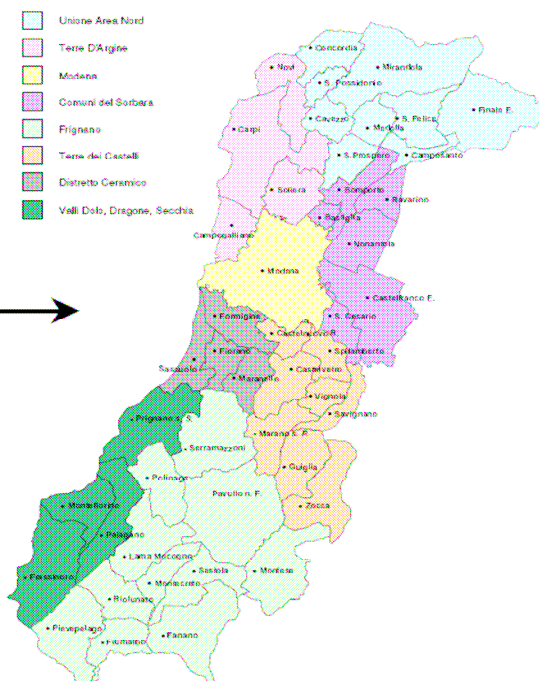 Unione Area Nord
Terre D'Argine
Modena
Comuni del Sorbara
Frignano
Terre dei Castelli
Distretto Ceramico
Valli Dolo, Dragone, Secchia
Concordia
Novi
Mirandola
S. Possidonio
Finale E.
Cavezzo
S. Felice
Medolla
Carpi
S. Prospero
Camposanto
Soliera
Bomporto
Ravarino
Bastiglia
Campogalliano
Nonantola
Modena
Castelfranco E.
Formigine
S. Cesario
Castelnuovo R.
Fiorano
Spilamberto
Sassuolo
Castelvetro
Maranello
Vignola
Savignano
Prignano s. S.
Marano s. P.
Serramazzoni
Guiglia
Polinago
Pavullo n. F.
Montefiorino
Zocca
Palagano
Lama Mocogno
Sestola
Montese
Frassinoro
Montecreto
Riolunato
Pievepelago
Fiumalbo
Fanano